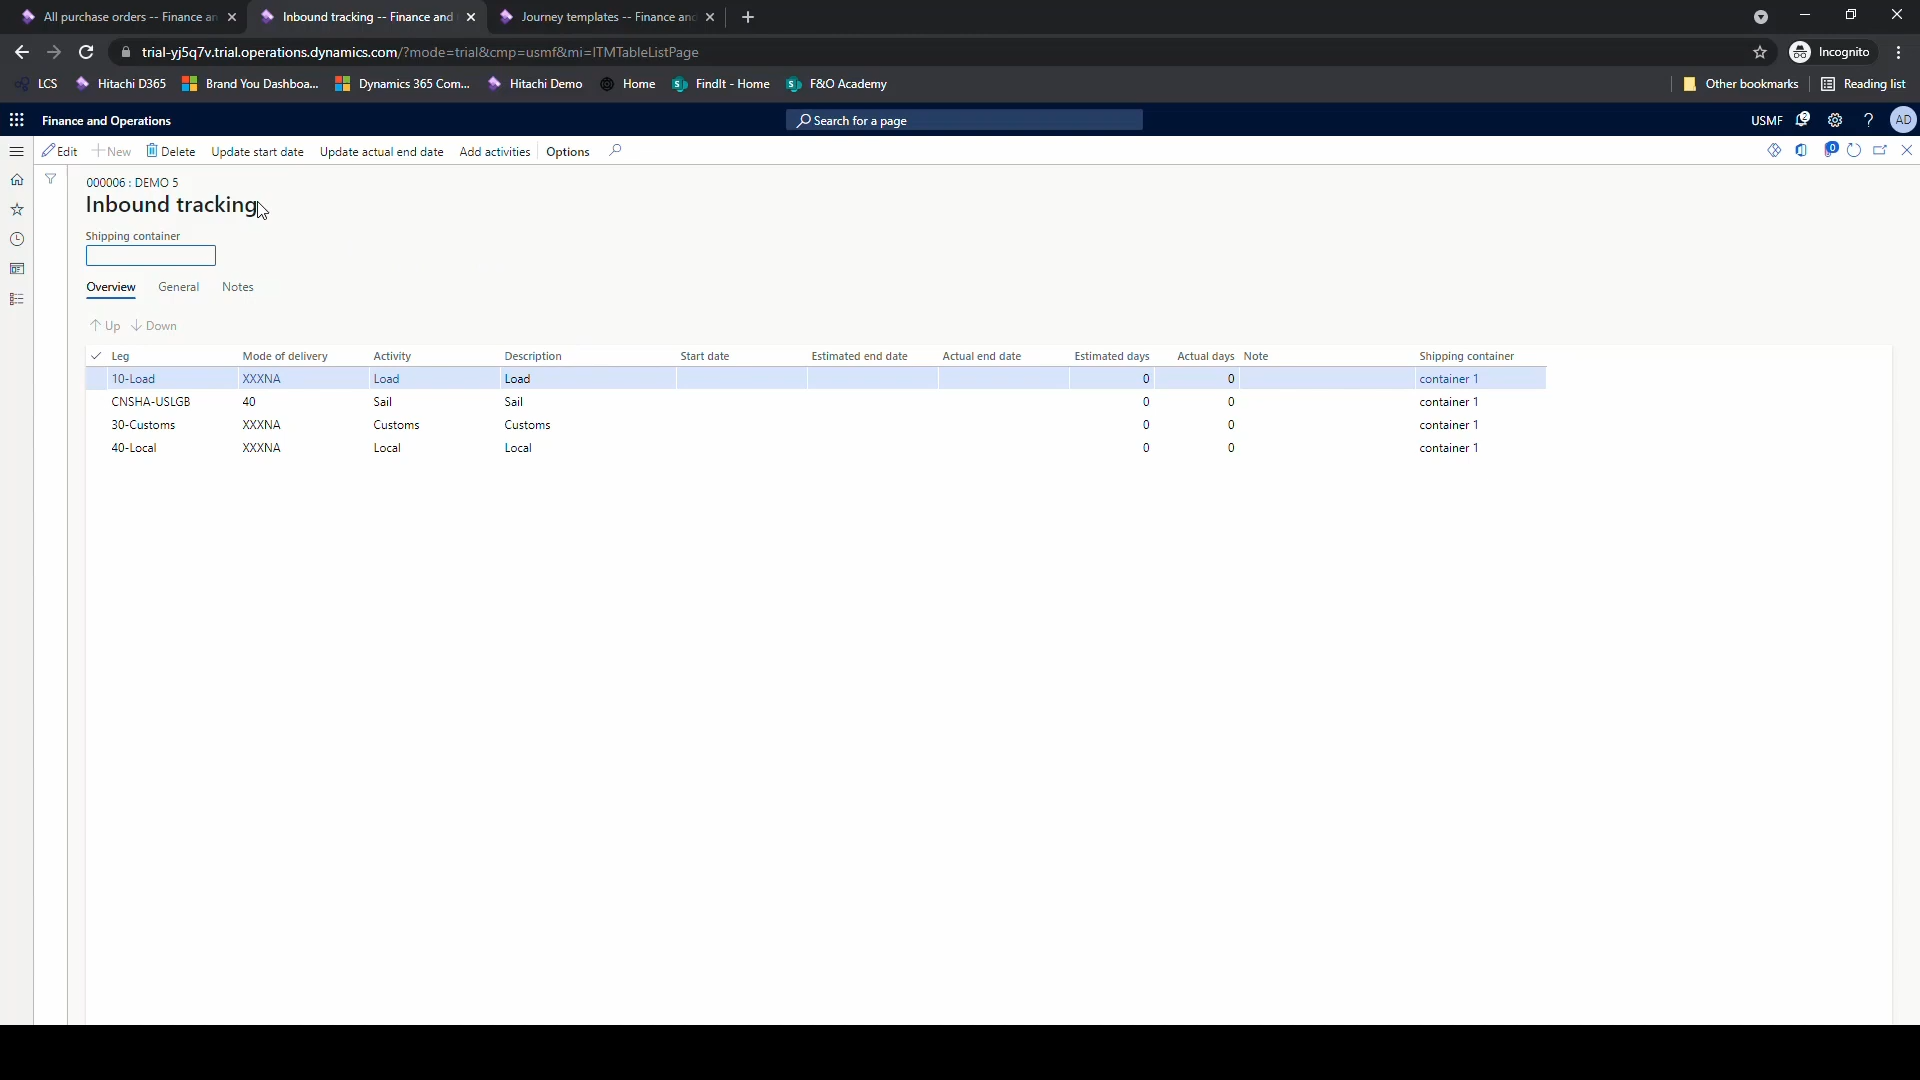 All purchase orders -- Finance an
Inbound tracking -- Finance and
Journey templates -- Finance and
trial-yj5q7v.trial.operations.dynamics.com/?mode=trial&cmp=usmf&mi=ITMTableListPage
Incognito
LCS
Hitachi D365
Brand You Dashboa...
Dynamics 365 Com...
Hitachi Demo
Home
FindIt - Home
F&O Academy
Other bookmarks
Reading list
Finance and Operations
Search for a page
USMF
2
?
AD
Edit
New
Delete
Update start date
Update actual end date
Add activities
Options
0
000006 : DEMO 5
Inbound tracking
Shipping container
Overview General Notes
Up Down
Leg Mode of delivery Activity Description Start date Estimated end date Actual end date Estimated days Actual days Note Shipping container
10-Load XXXNA Load Load 0 0 container 1
CNSHA-USLGB 40 Sail Sail 0 0 container 1
30-Customs XXXNA Customs Customs 0 0 container 1
40-Local XXXNA Local Local 0 0 container 1